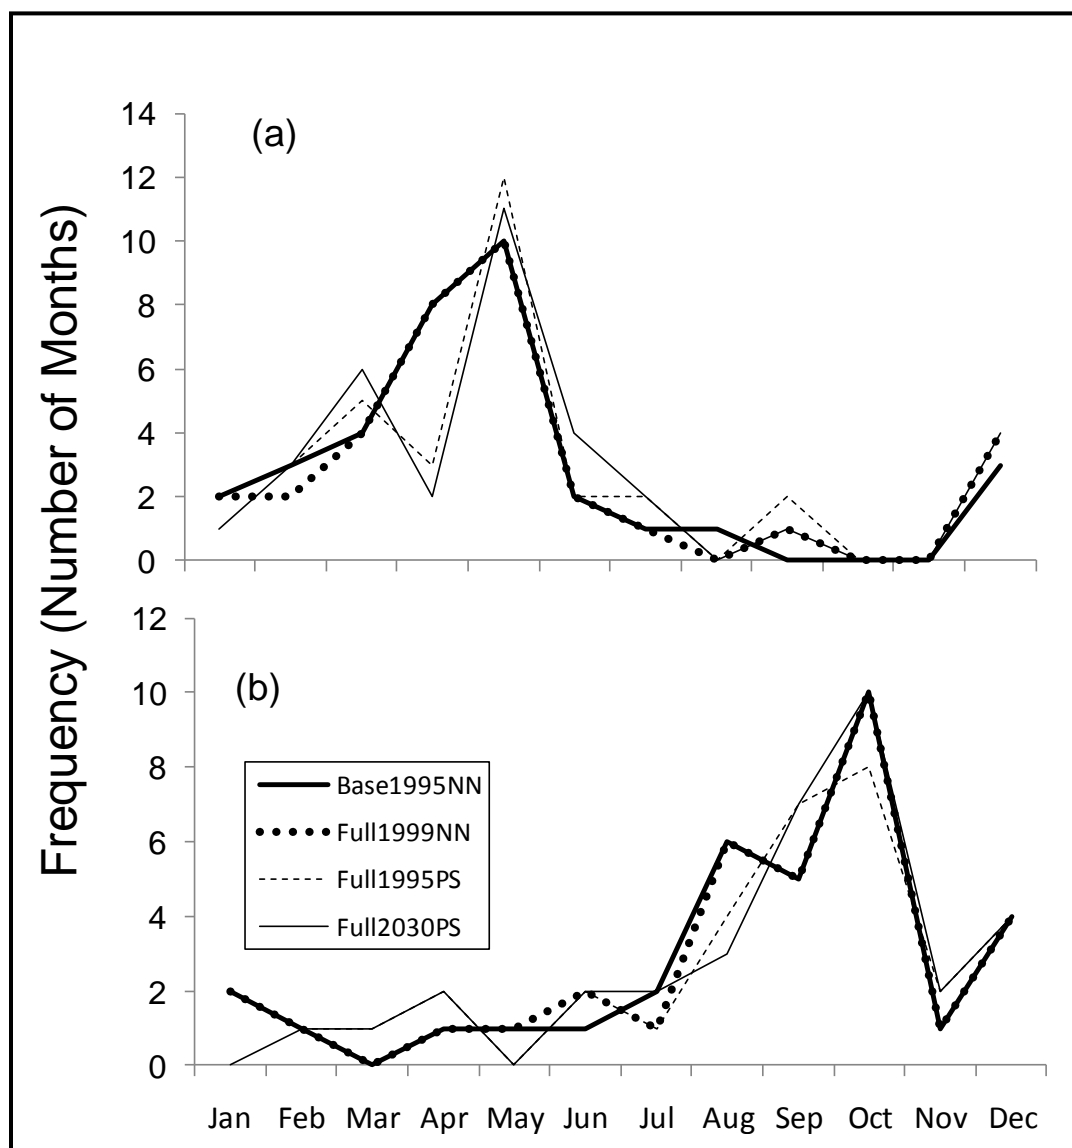 Frequency (Number of Months)
(a)
14
12
10
8
6
4
2
0
(b)
12
10
8
6
4
2
0
Base1995NN
Full1999NN
Full1995PS
Full2030PS
Jan Feb Mar Apr May Jun Jul Aug Sep Oct Nov Dec